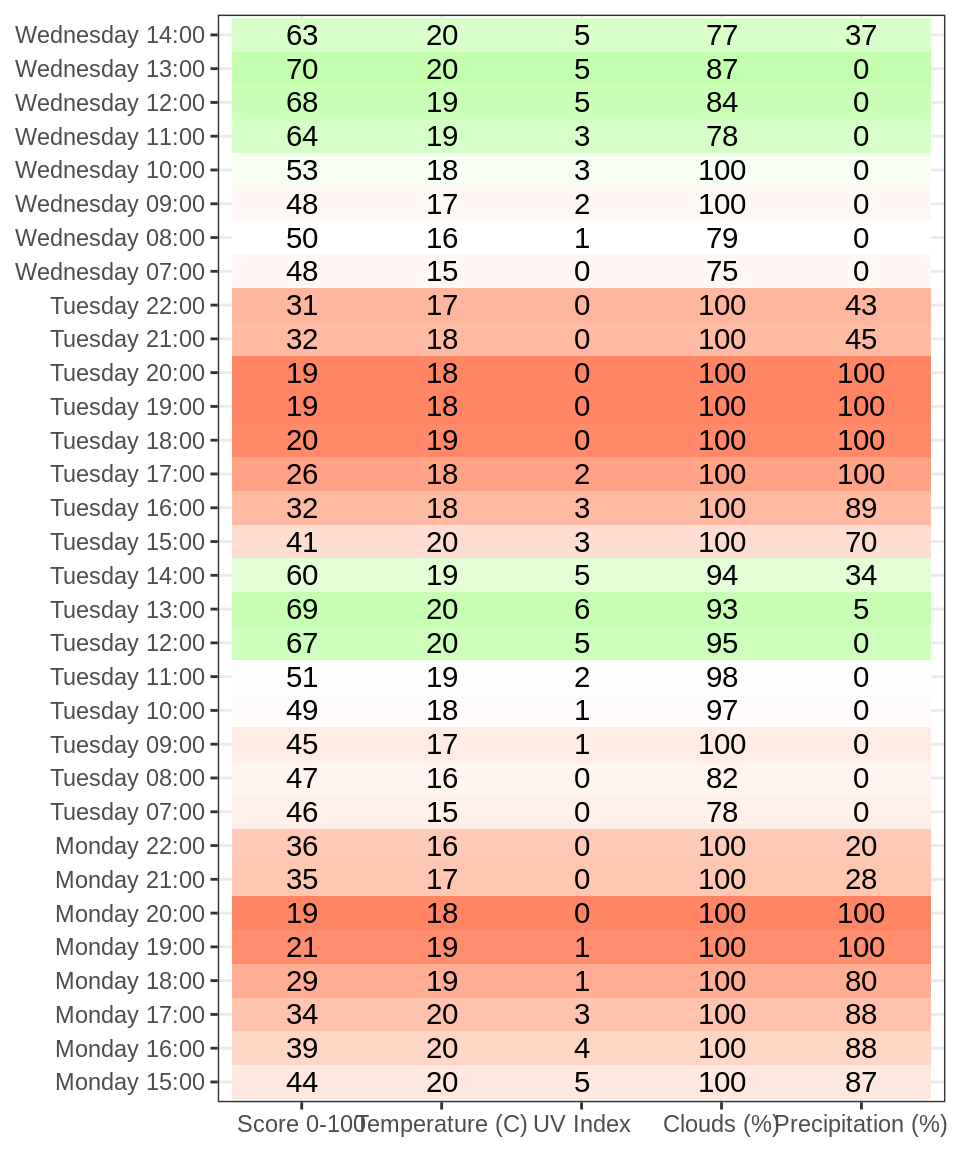 Wednesday 14:00 63 20 5 77 37
Wednesday 13:00 70 20 5 87 0
Wednesday 12:00 68 19 5 84 0
Wednesday 11:00 64 19 3 78 0
Wednesday 10:00 53 18 3 100 0
Wednesday 09:00 48 17 2 100 0
Wednesday 08:00 50 16 1 79 0
Wednesday 07:00 48 15 0 75 0
Tuesday 22:00 31 17 0 100 43
Tuesday 21:00 32 18 0 100 45
Tuesday 20:00 19 18 0 100 100
Tuesday 19:00 19 18 0 100 100
Tuesday 18:00 20 19 0 100 100
Tuesday 17:00 26 18 2 100 100
Tuesday 16:00 32 18 3 100 89
Tuesday 15:00 41 20 3 100 70
Tuesday 14:00 60 19 5 94 34
Tuesday 13:00 69 20 6 93 5
Tuesday 12:00 67 20 5 95 0
Tuesday 11:00 51 19 2 98 0
Tuesday 10:00 49 18 1 97 0
Tuesday 09:00 45 17 1 100 0
Tuesday 08:00 47 16 0 82 0
Tuesday 07:00 46 15 0 78 0
Monday 22:00 36 16 0 100 20
Monday 21:00 35 17 0 100 28
Monday 20:00 19 18 0 100 100
Monday 19:00 21 19 1 100 100
Monday 18:00 29 19 1 100 80
Monday 17:00 34 20 3 100 88
Monday 16:00 39 20 4 100 88
Monday 15:00 44 20 5 100 87
Score 0-100 Temperature (C) UV Index Clouds (%) Precipitation (%)